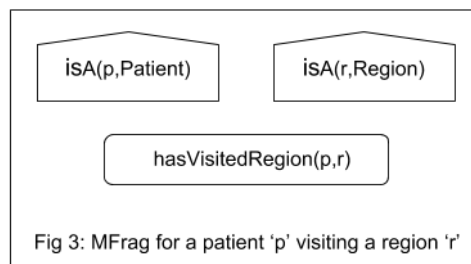 isA(p,Patient)
isA(r,Region)
hasVisitedRegion(p,r)
Fig 3: MFrag for a patient ‘p’ visiting a region ‘r’